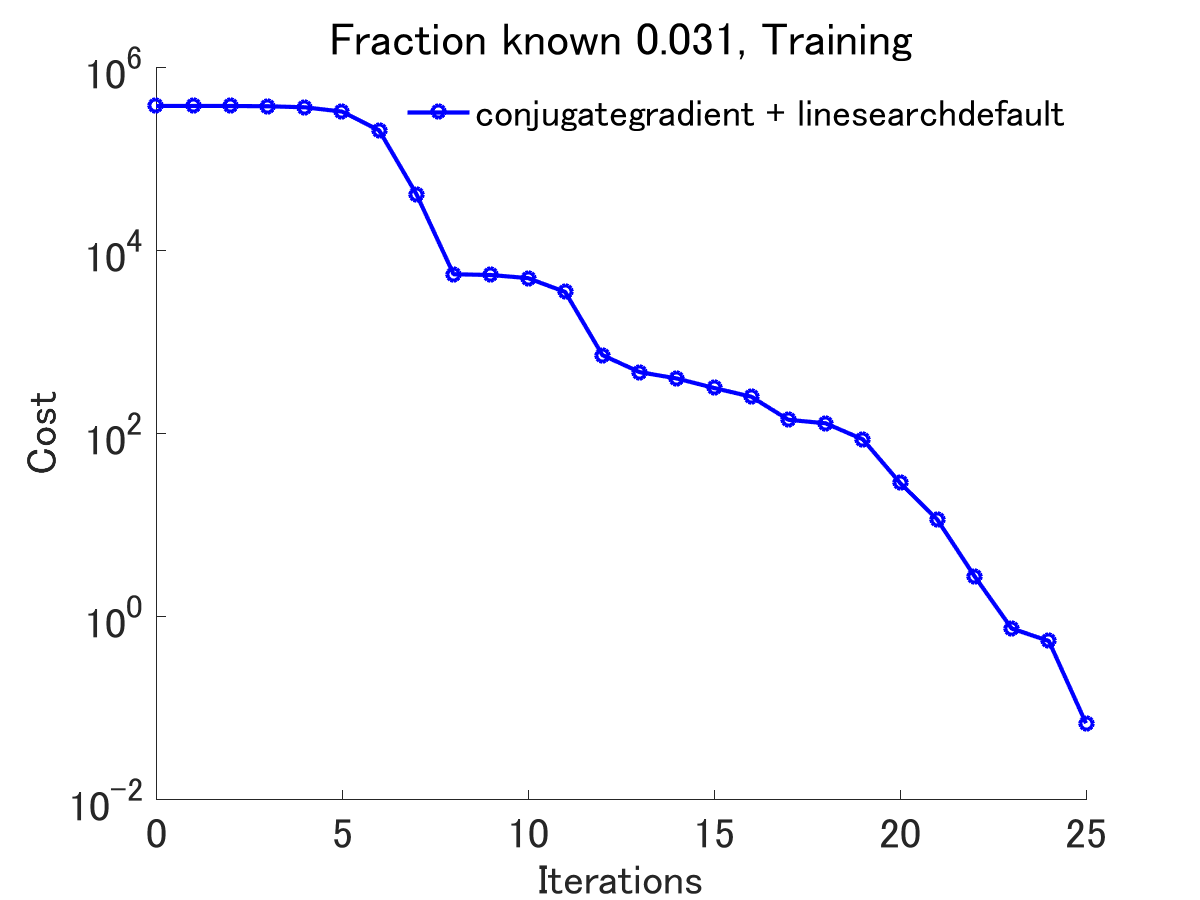 Fraction known 0.031, Training
conjugategradient + linesearchdefault
10^6
10^4
10^2
10^0
10^-2
Cost
0 5 10 15 20 25
Iterations